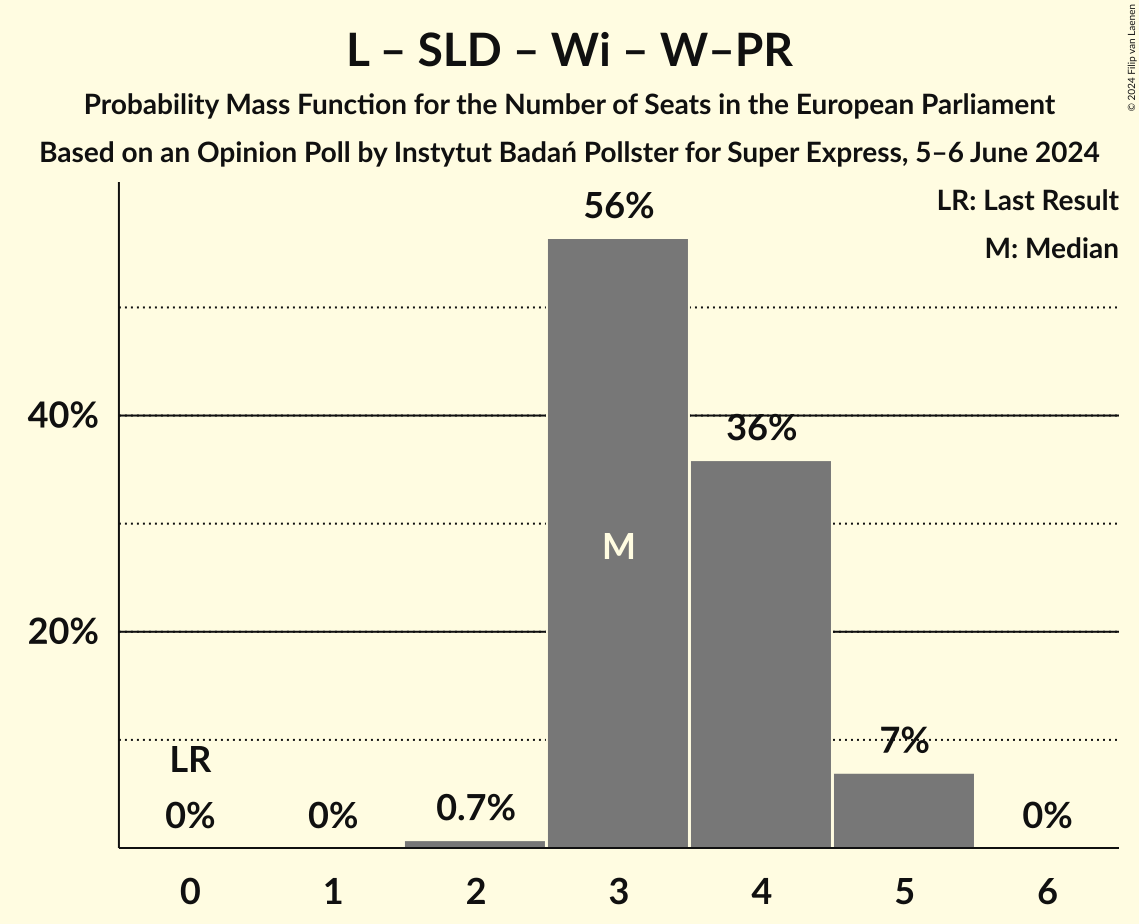 L – SLD – Wi – W–PR
Probability Mass Function for the Number of Seats in the European Parliament
Based on an Opinion Poll by Instytut Badań Pollster for Super Express, 5–6 June 2024
© 2024 Filip van Laenen
LR: Last Result
M: Median
56%
40%
36%
M
20%
7%
LR
0%
0%
0.7%
0%
0
1
2
3
4
5
6